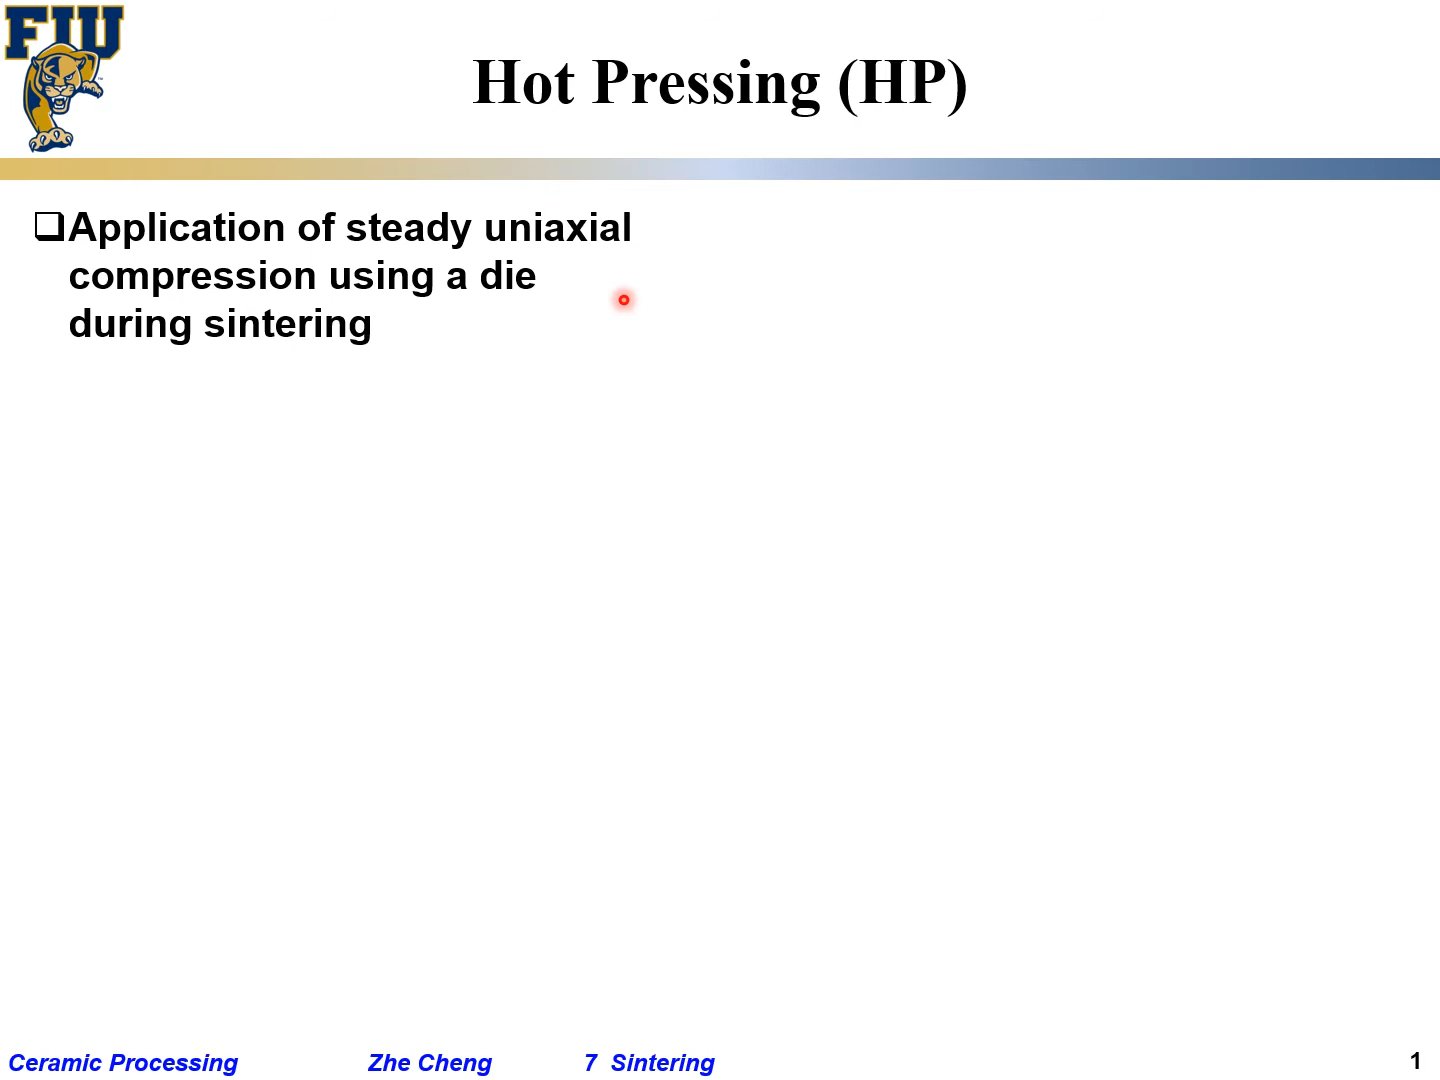 FIU
Hot Pressing (HP)
Application of steady uniaxial
compression using a die
during sintering
Ceramic Processing Zhe Cheng 7 Sintering 1